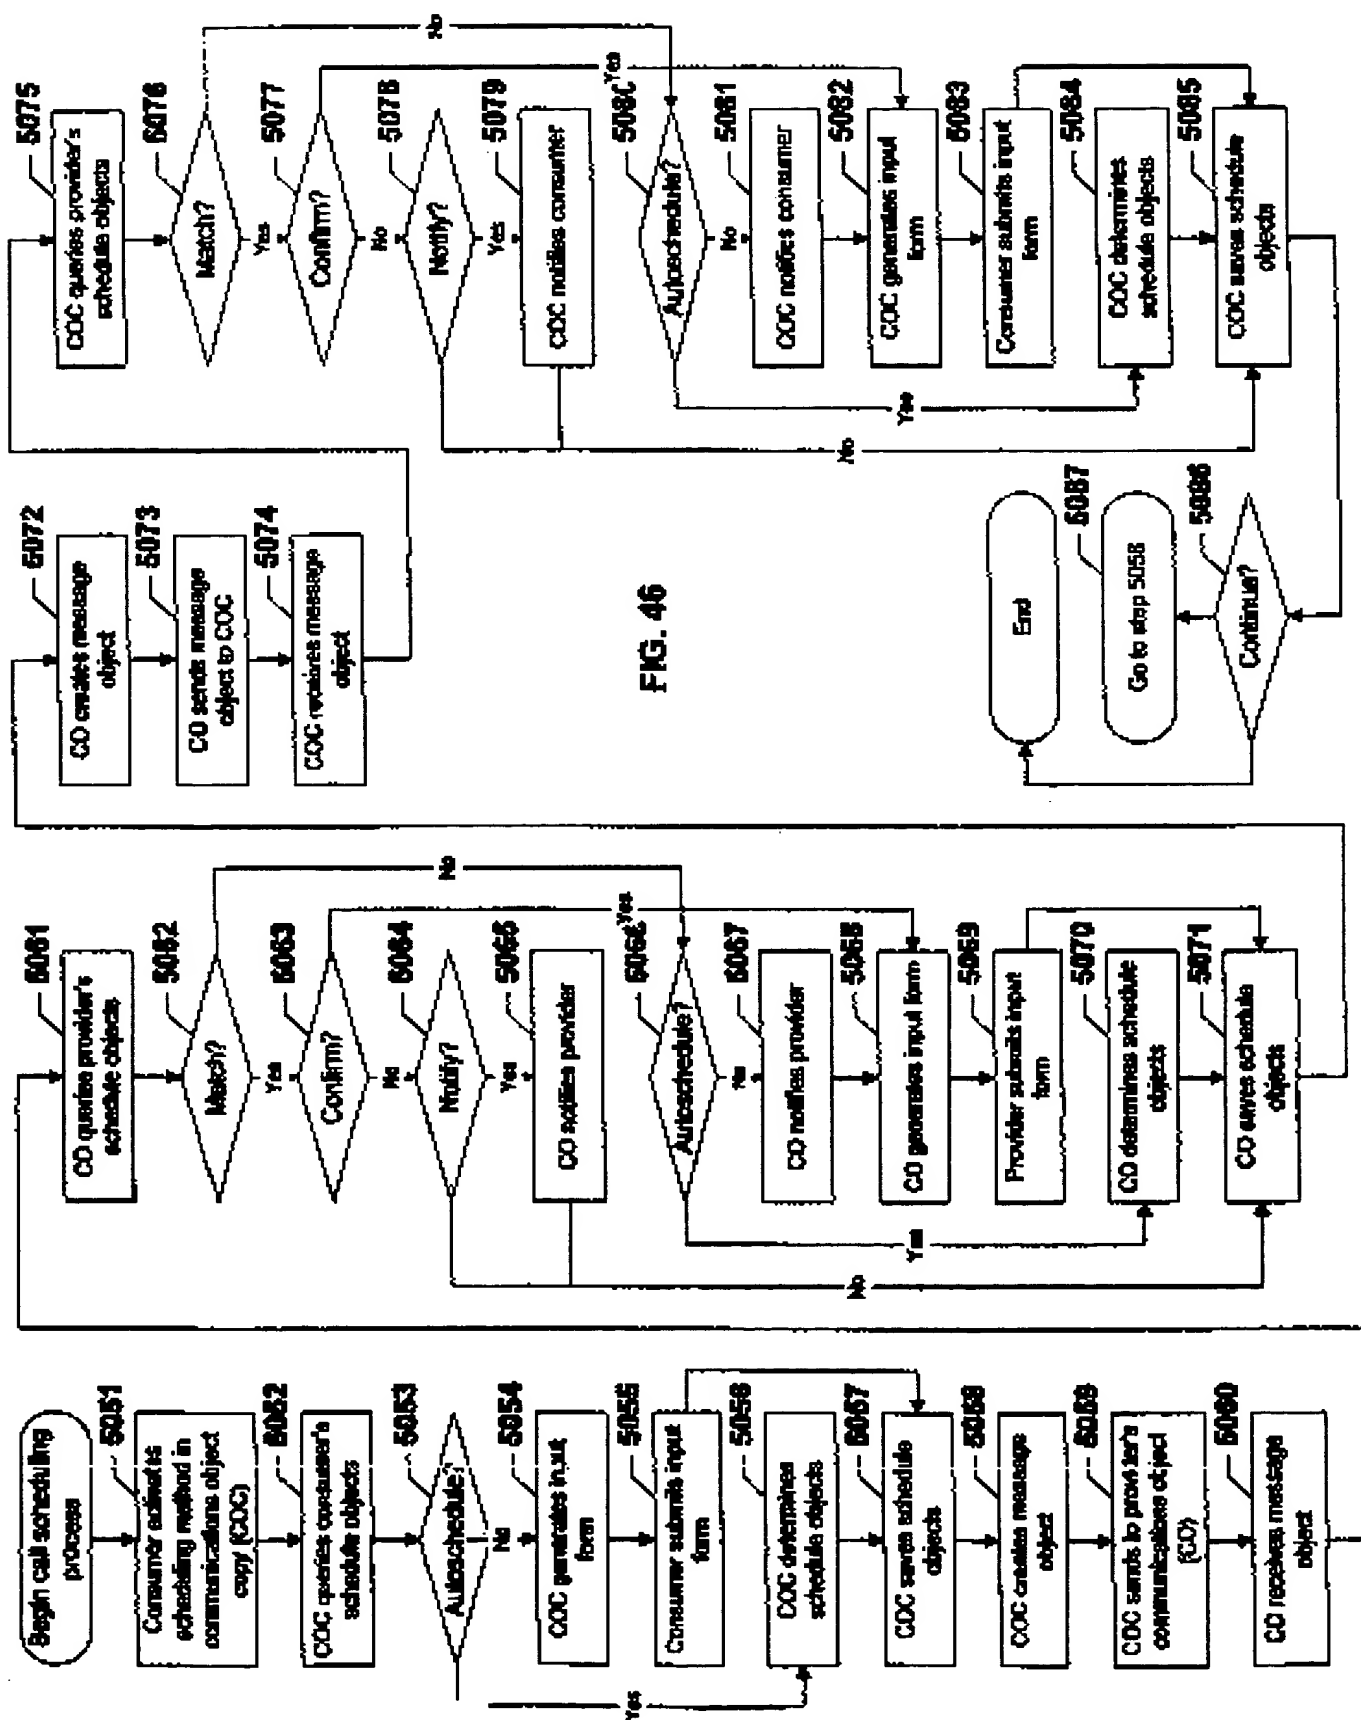 Begin call scheduling
process
5051
Consumer activates
scheduling method in
communications object
copy (COC)
5052
COC queries consumer's
schedule objects
5053
Autoschedule?
No
Yes
5054
COC generates input
form
5055
Consumer submits input
form
5056
COC determines
schedule objects
5057
COC saves schedule
objects
5058
COC creates message
object
5059
COC sends to provider's
communications object
(CO)
5060
CO receives message
object
5061
CO queries provider's
schedule objects
5062
Match?
Yes
No
5063
Confirm?
No
Yes
5064
Notify?
Yes
No
5065
CO notifies provider
5066
Autoschedule?
No
Yes
5067
CO notifies provider
5068
CO generates input form
5069
Provider submits input
form
5070
CO determines schedule
objects
5071
CO saves schedule
objects
5072
CO creates message
object
5073
CO sends message
object to COC
5074
COC receives message
object
5075
COC queries provider's
schedule objects
5076
Match?
Yes
No
5077
Confirm?
No
Yes
5078
Notify?
Yes
No
5079
COC notifies consumer
5080
Autoschedule?
No
Yes
5081
COC notifies consumer
5082
COC generates input
form
5083
Consumer submits input
form
5084
COC determines
schedule objects
5085
COC saves schedule
objects
5086
Continue?
5087
Go to step 5058
End
FIG. 46